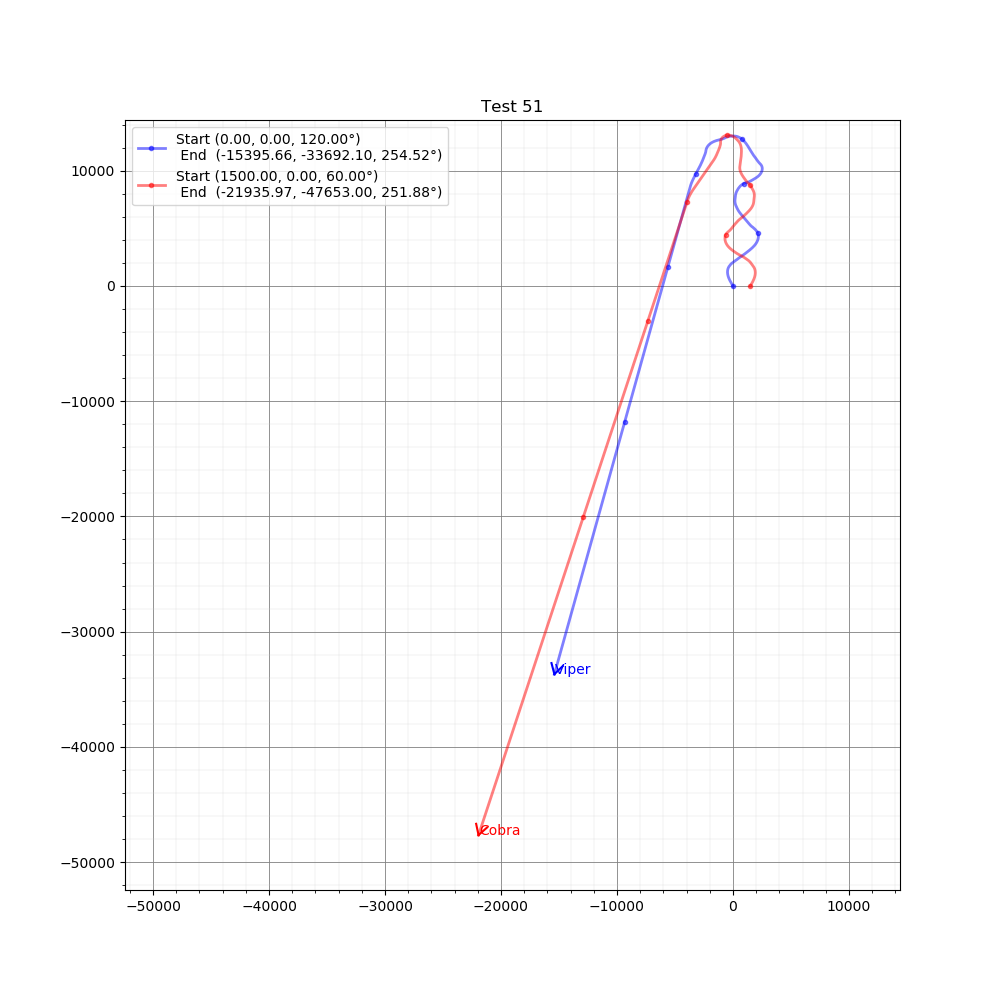 Test 51
Start (0.00, 0.00, 120.00°)
End (-15395.66, -33692.10, 254.52°)
Start (1500.00, 0.00, 60.00°)
End (-21935.97, -47653.00, 251.88°)
10000
0
−10000
−20000
−30000
−40000
−50000
Viper
Cobra
−50000
−40000
−30000
−20000
−10000
0
10000